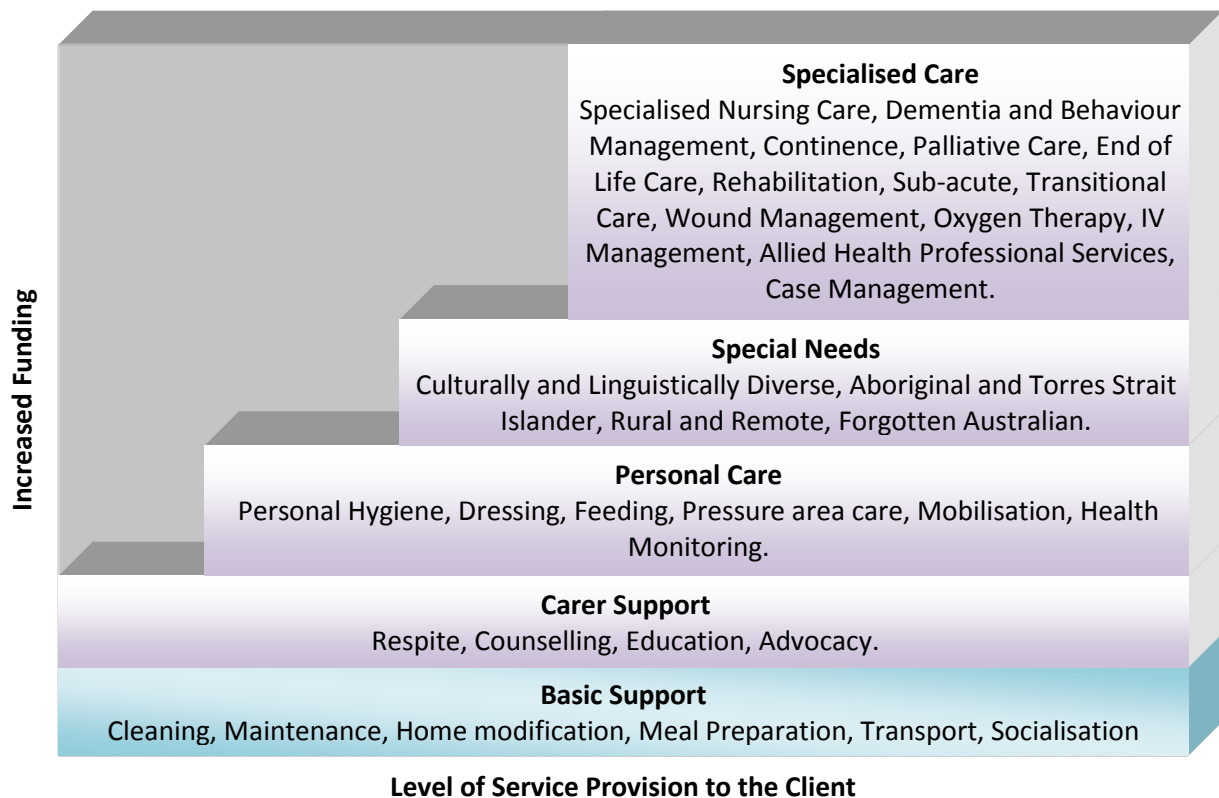 Specialised Care
Specialised Nursing Care, Dementia and Behaviour
Management, Continence, Palliative Care, End of
Life Care, Rehabilitation, Sub-acute, Transitional
Care, Wound Management, Oxygen Therapy, IV
Management, Allied Health Professional Services,
Case Management.
Special Needs
Culturally and Linguistically Diverse, Aboriginal and Torres Strait
Islander, Rural and Remote, Forgotten Australian.
Personal Care
Personal Hygiene, Dressing, Feeding, Pressure area care, Mobilisation, Health
Monitoring.
Carer Support
Respite, Counselling, Education, Advocacy.
Basic Support
Cleaning, Maintenance, Home modification, Meal Preparation, Transport, Socialisation
Increased Funding
Level of Service Provision to the Client